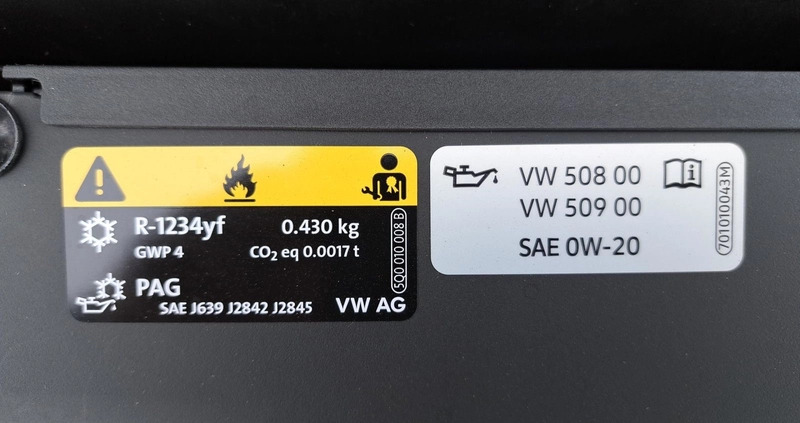 R-1234yf 0.430 kg
GWP 4 CO2 eq 0.0017 t
PAG
SAE J639 J2842 J2845 VW AG
5Q0 010 008 B
VW 508 00
VW 509 00
SAE 0W-20
701010043M